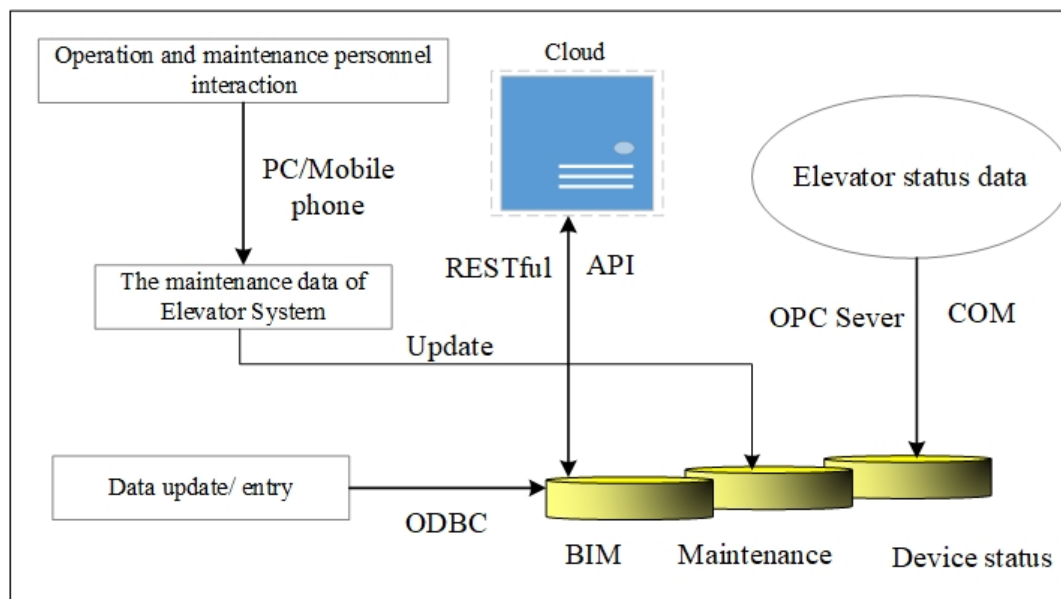 Operation and maintenance personnel
interaction
Cloud
PC/Mobile
phone
Elevator status data
The maintenance data of
Elevator System
RESTful API
OPC Sever COM
Update
Data update/ entry
ODBC
BIM
Maintenance
Device status